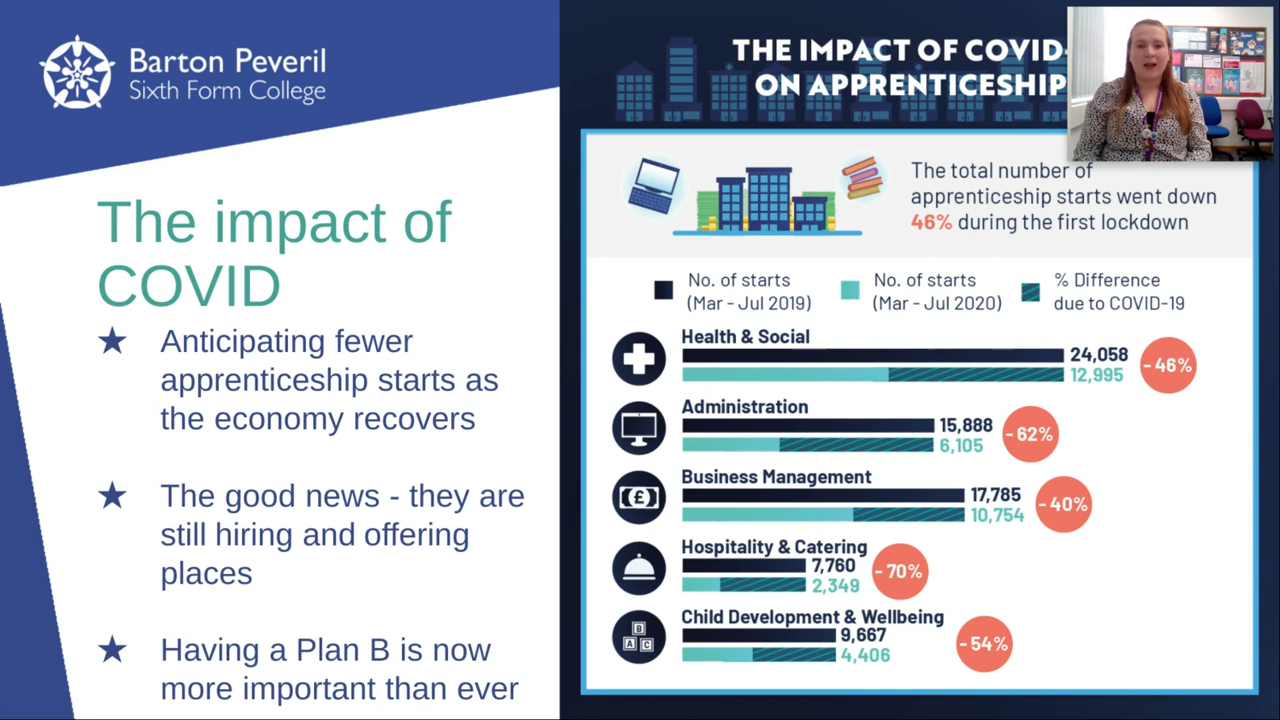 Barton Peveril
Sixth Form College
The impact of
COVID
★ Anticipating fewer
apprenticeship starts as
the economy recovers
★ The good news - they are
still hiring and offering
places
★ Having a Plan B is now
more important than ever
THE IMPACT OF COVID-
ON APPRENTICESHIP
The total number of
apprenticeship starts went down
46% during the first lockdown
No. of starts
(Mar - Jul 2019)
No. of starts
(Mar - Jul 2020)
% Difference
due to COVID-19
Health & Social
24,058
12,995
- 46%
Administration
15,888
6,105
- 62%
£
Business Management
17,785
10,754
- 40%
Hospitality & Catering
7,760
2,349
- 70%
B
A C
Child Development & Wellbeing
9,667
4,406
- 54%